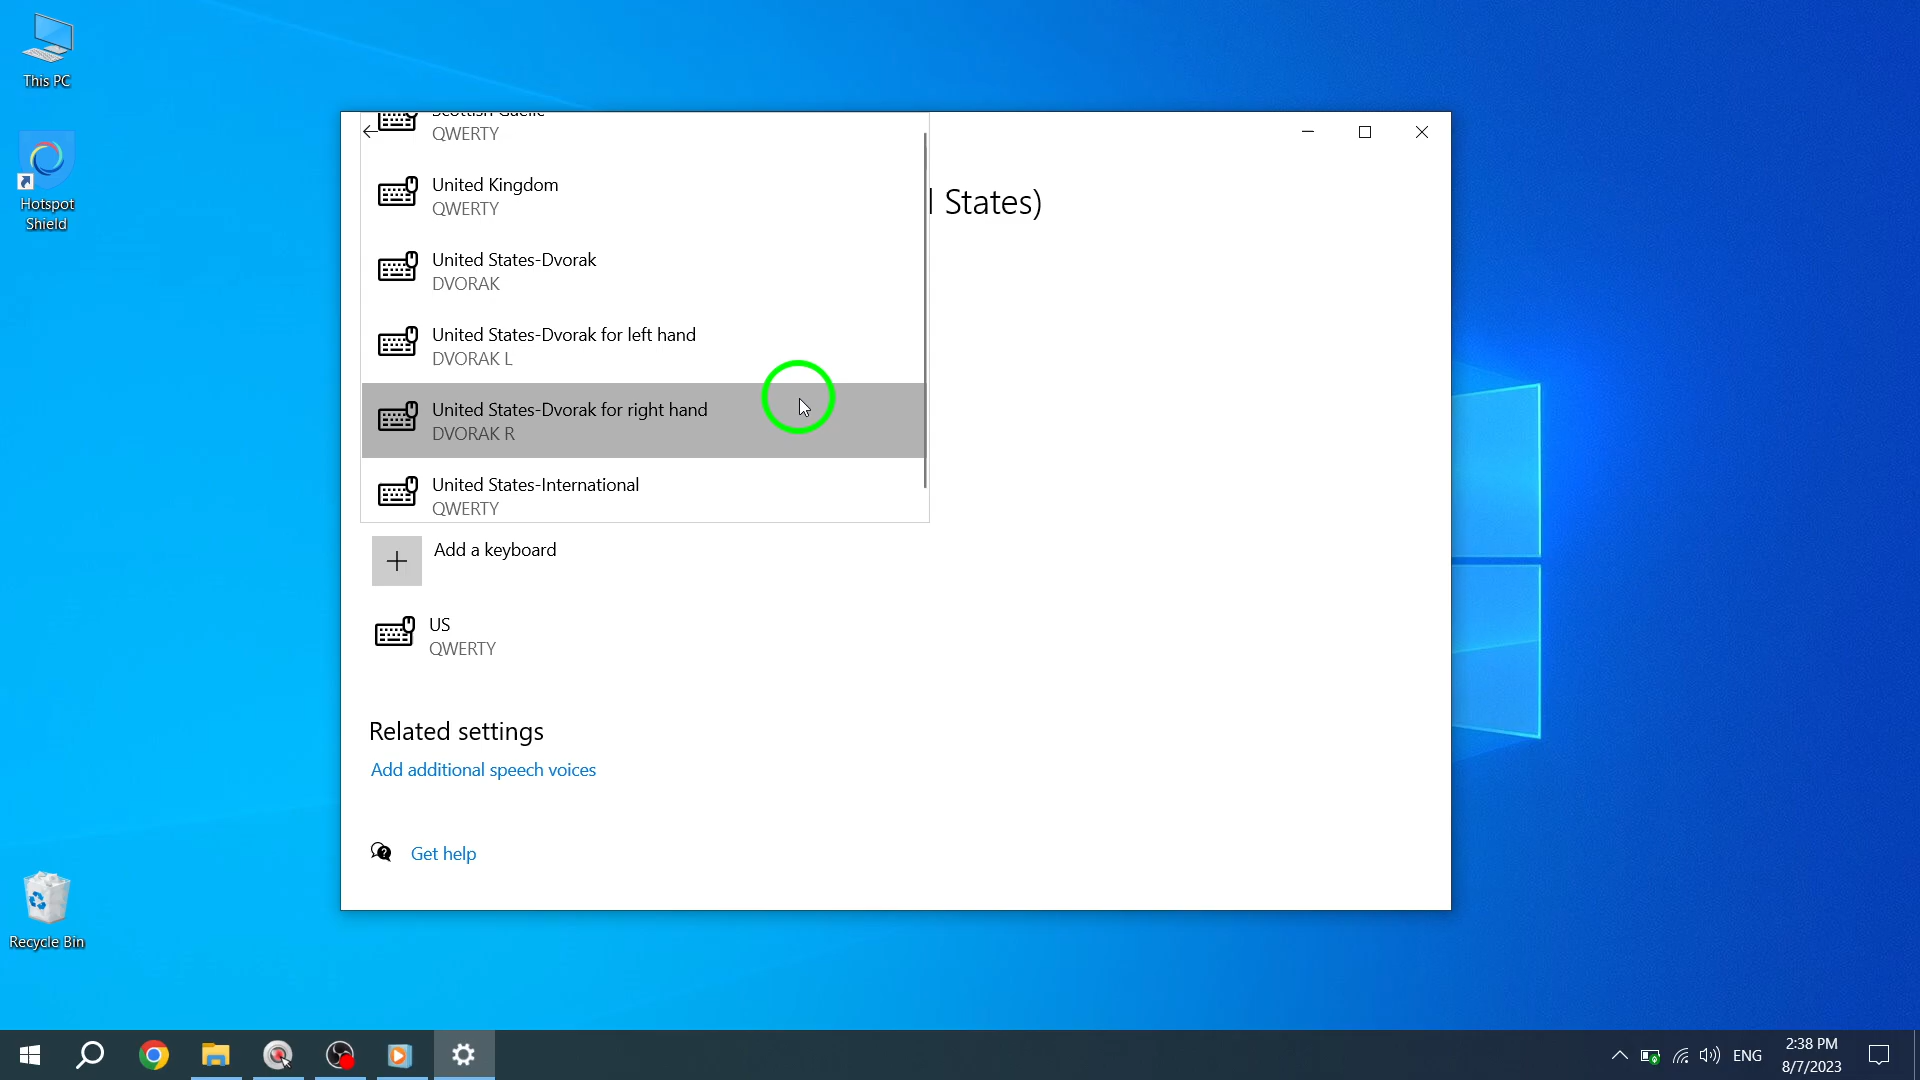 This PC
Hotspot
Shield
Recycle Bin
Scottish Gaelic
QWERTY
United Kingdom
QWERTY
United States-Dvorak
DVORAK
United States-Dvorak for left hand
DVORAK L
United States-Dvorak for right hand
DVORAK R
United States-International
QWERTY
States)
Add a keyboard
US
QWERTY
Related settings
Add additional speech voices
Get help
ENG
2:38 PM
8/7/2023